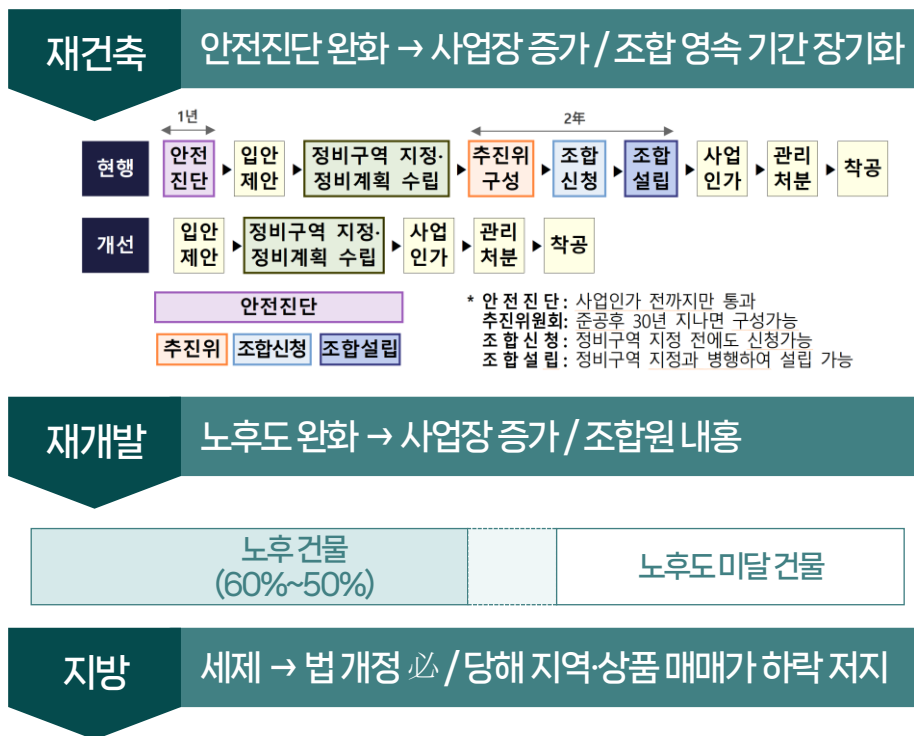 재건축
안전진단 완화 → 사업장 증가 / 조합 영속 기간 장기화
1년
2年
현행
안전
진단
입안
제안
정비구역 지정·
정비계획 수립
추진위
구성
조합
신청
조합
설립
사업
인가
관리
처분
착공
개선
입안
제안
정비구역 지정·
정비계획 수립
사업
인가
관리
처분
착공
안전진단
추진위
조합신청
조합설립
* 안 전 진 단 : 사업인가 전까지만 통과
추진위원회: 준공후 30년 지나면 구성가능
조 합 신 청 : 정비구역 지정 전에도 신청가능
조 합 설 립 : 정비구역 지정과 병행하여 설립 가능
재개발
노후도 완화 → 사업장 증가 / 조합원 내홍
노후 건물
(60%~50%)
노후도 미달 건물
지방
세제 → 법 개정 必 / 당해 지역·상품 매매가 하락 저지